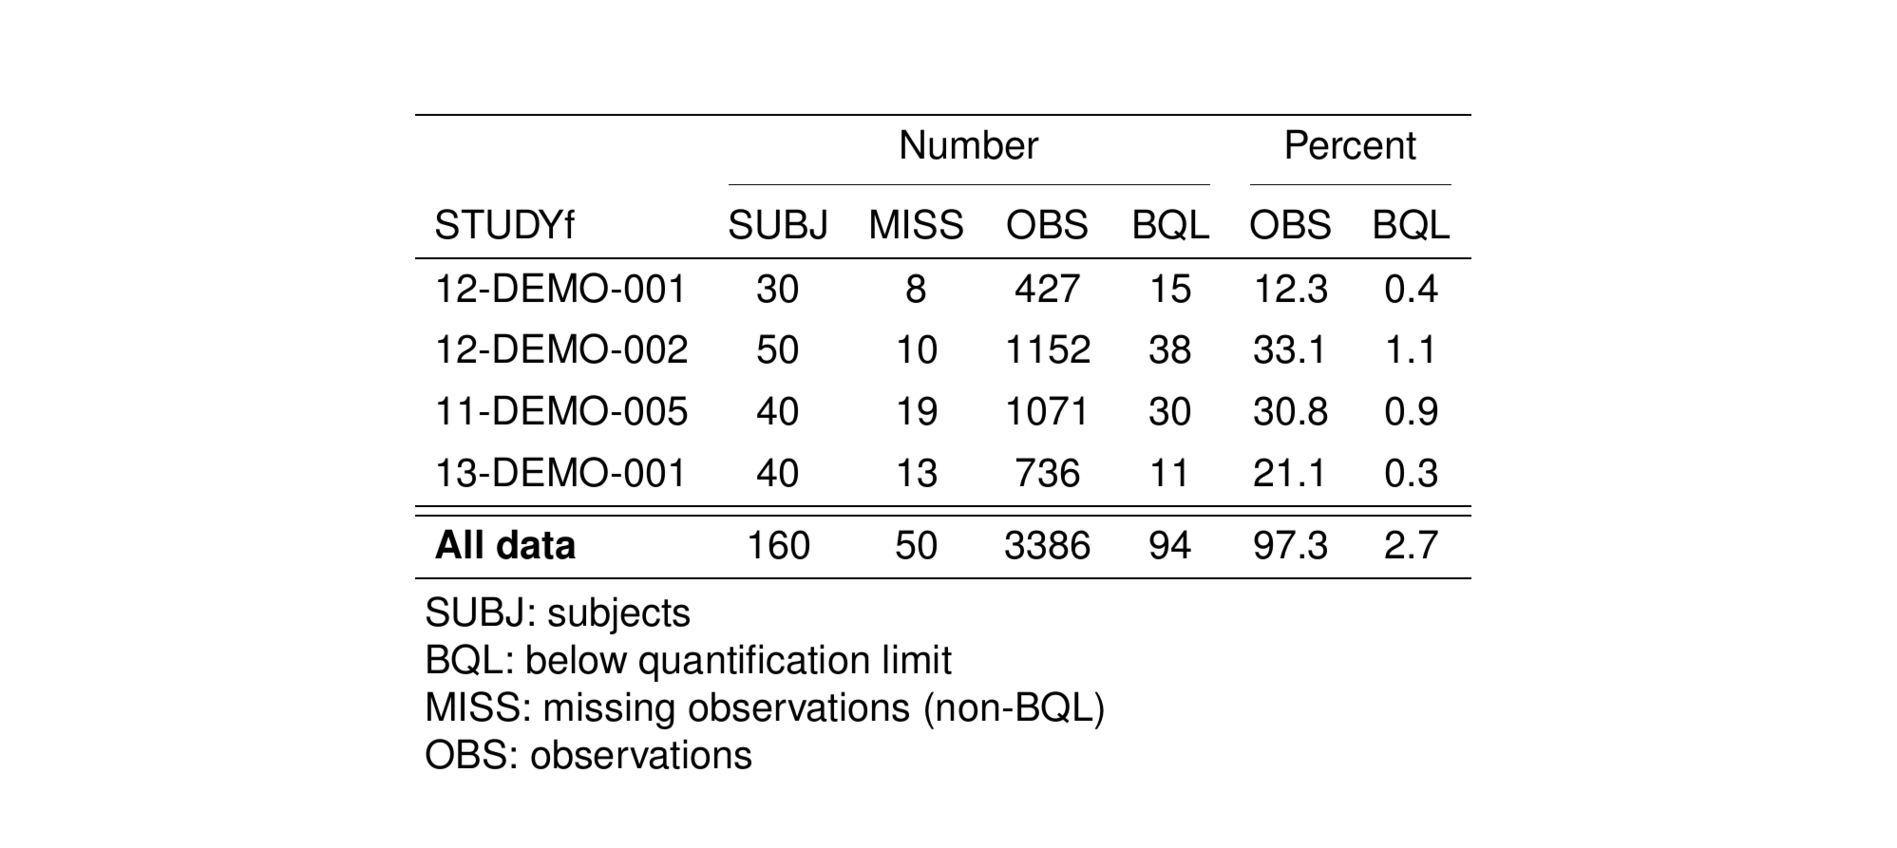 Number Percent
STUDYf SUBJ MISS OBS BQL OBS BQL
12-DEMO-001 30 8 427 15 12.3 0.4
12-DEMO-002 50 10 1152 38 33.1 1.1
11-DEMO-005 40 19 1071 30 30.8 0.9
13-DEMO-001 40 13 736 11 21.1 0.3
All data 160 50 3386 94 97.3 2.7
SUBJ: subjects
BQL: below quantification limit
MISS: missing observations (non-BQL)
OBS: observations